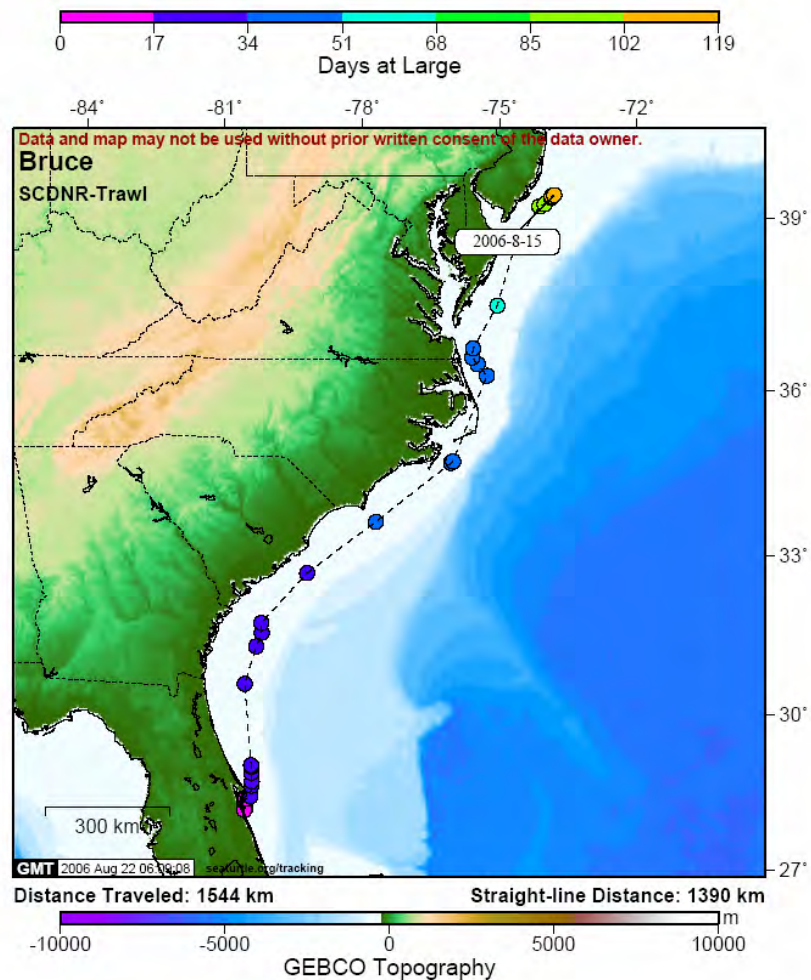 0 17 34 51 68 85 102 119
Days at Large
-84˚ -81˚ -78˚ -75˚ -72˚
Data and map may not be used without prior written consent of the data owner.
Bruce
SCDNR-Trawl
39˚
2006-8-15
36˚
33˚
30˚
300 km
GMT 2006 Aug 22 06:09:08 seaturtle.org/tracking
27˚
Distance Traveled: 1544 km Straight-line Distance: 1390 km
m
-10000 -5000 0 5000 10000
GEBCO Topography